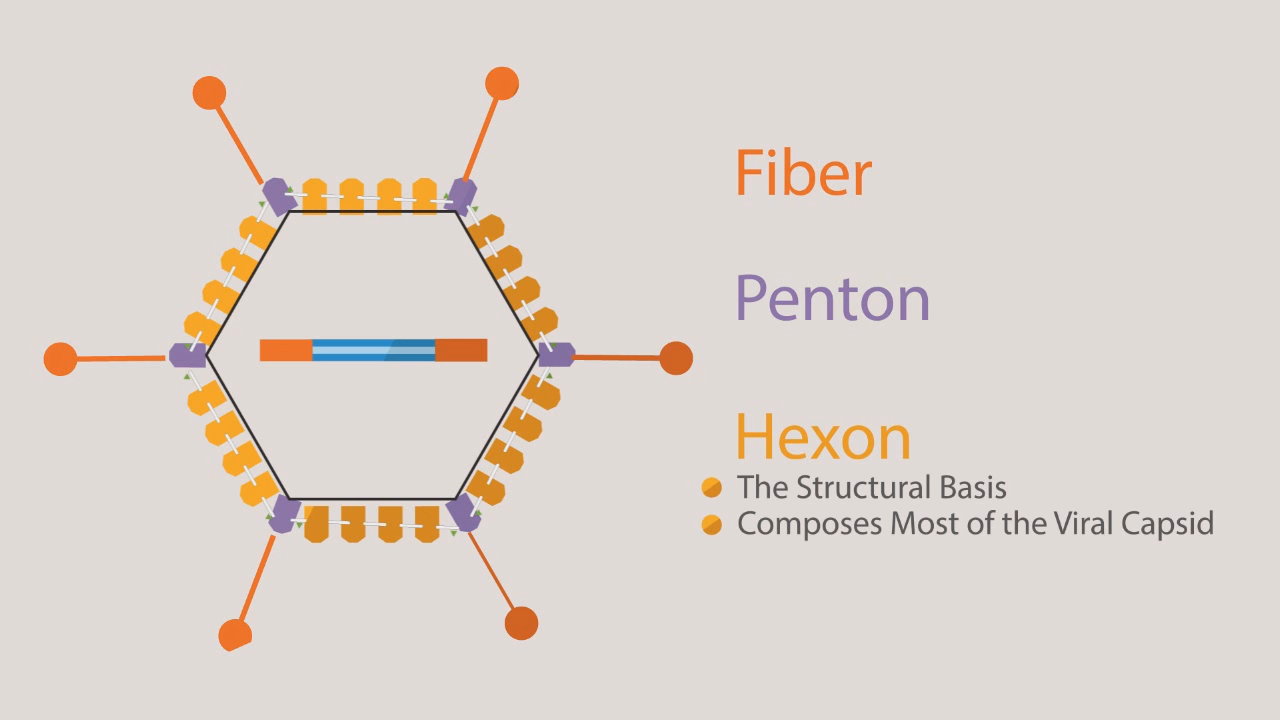 Fiber
Penton
Hexon
The Structural Basis
Composes Most of the Viral Capsid